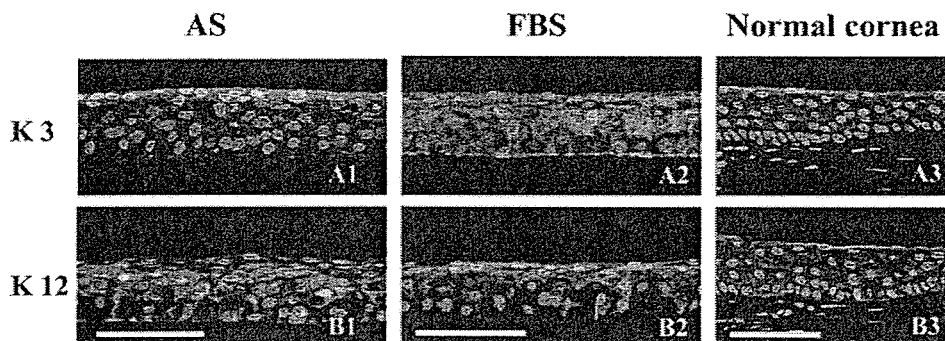 AS FBS Normal cornea
K 3 A1 A2 A3
K 12 B1 B2 B3